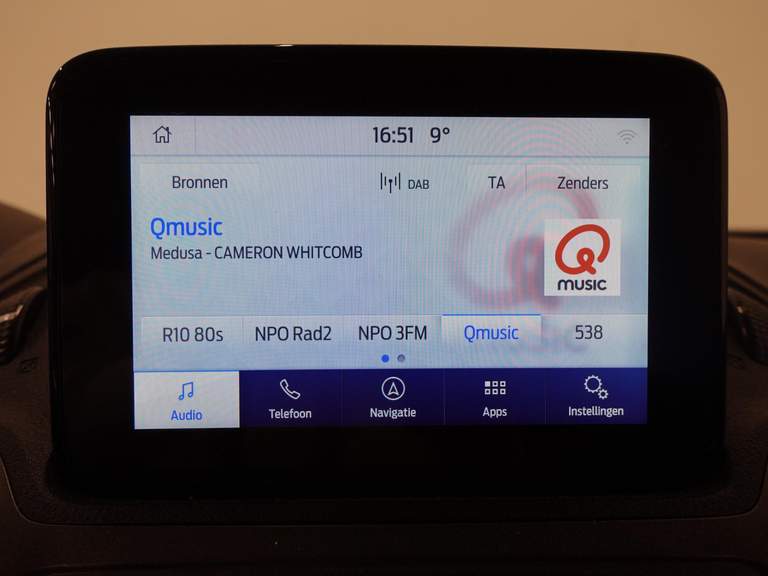 16:51 9°
Bronnen DAB TA Zenders
Qmusic
Medusa - CAMERON WHITCOMB
MUSIC
R10 80s NPO Rad2 NPO 3FM Qmusic 538
Audio Telefoon Navigatie Apps Instellingen